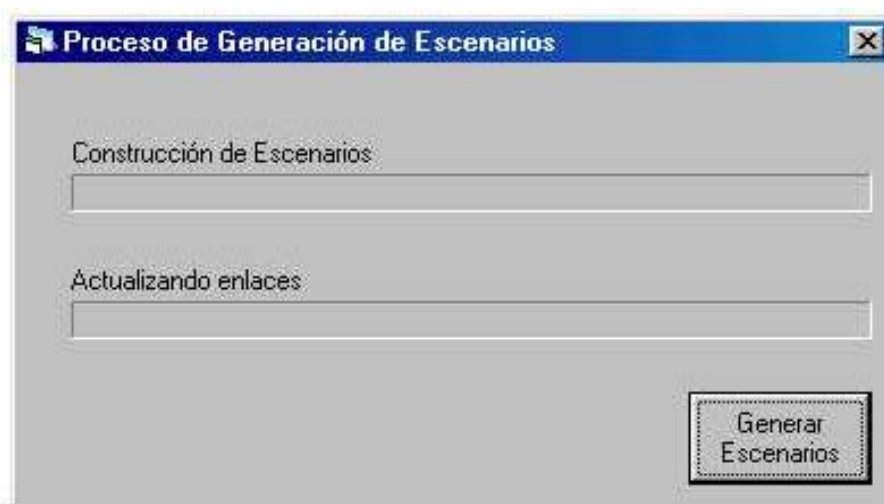 Proceso de Generación de Escenarios
Construcción de Escenarios
Actualizando enlaces
Generar
Escenarios